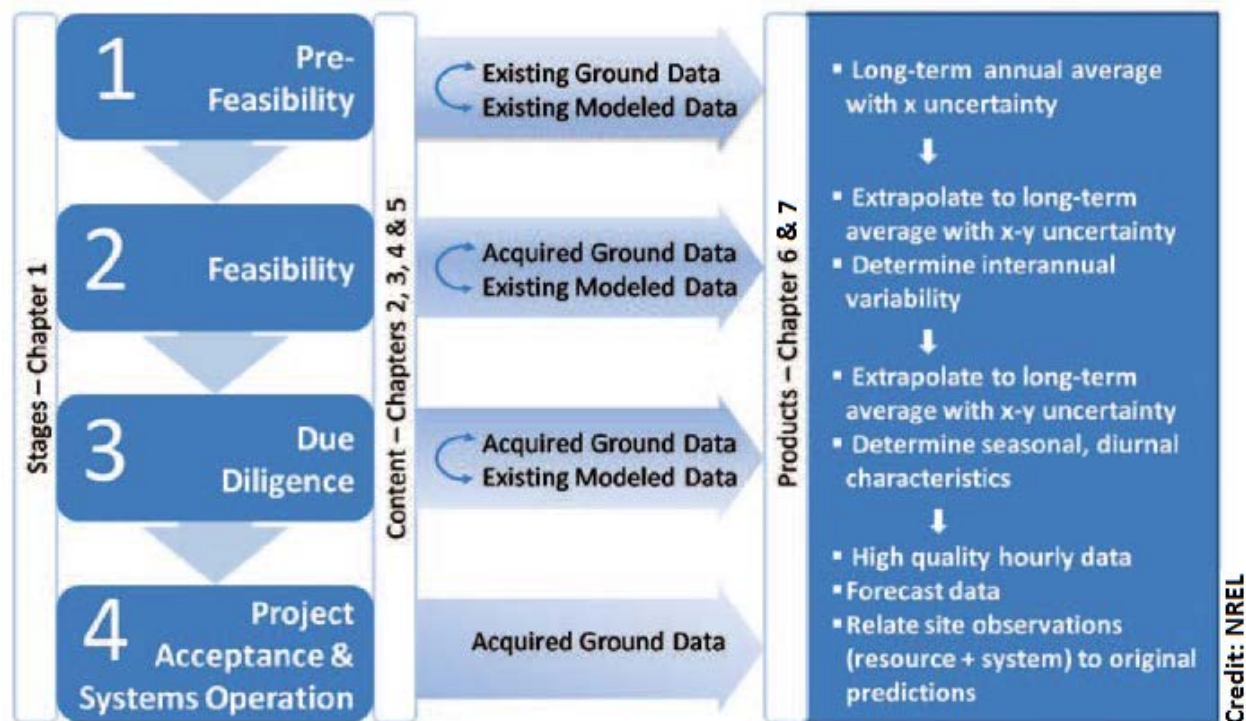 Stages – Chapter 1
1
Pre-
Feasibility
2
Feasibility
3
Due
Diligence
4
Project
Acceptance &
Systems Operation
Content – Chapters 2, 3, 4 & 5
Existing Ground Data
Existing Modeled Data
Acquired Ground Data
Existing Modeled Data
Acquired Ground Data
Existing Modeled Data
Acquired Ground Data
Products – Chapter 6 & 7
▪ Long-term annual average
with x uncertainty
▪ Extrapolate to long-term
average with x-y uncertainty
▪ Determine interannual
variability
▪ Extrapolate to long-term
average with x-y uncertainty
▪ Determine seasonal, diurnal
characteristics
▪ High quality hourly data
▪ Forecast data
▪ Relate site observations
(resource + system) to original
predictions
Credit: NREL